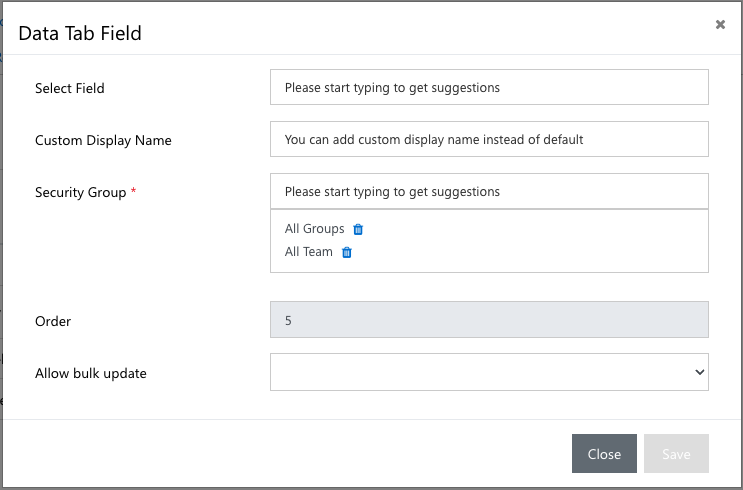 Data Tab Field
Select Field
Please start typing to get suggestions
Custom Display Name
You can add custom display name instead of default
Security Group *
Please start typing to get suggestions
All Groups
All Team
Order
5
Allow bulk update
Close
Save